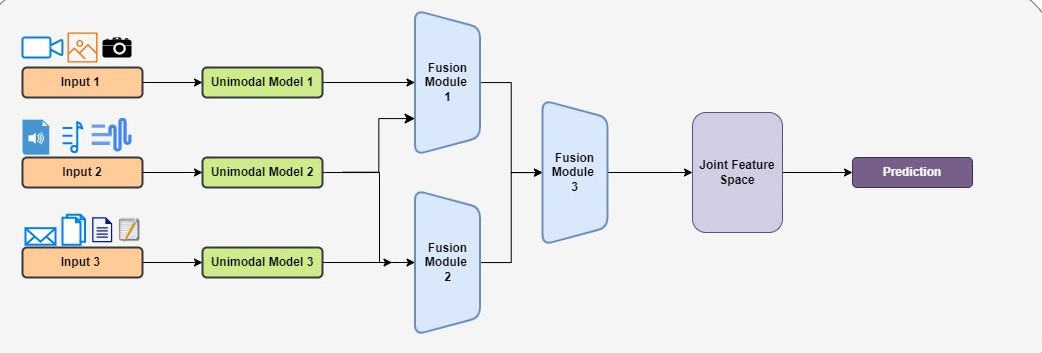 Input 1
Unimodal Model 1
Fusion
Module
1
Input 2
Unimodal Model 2
Fusion
Module
3
Joint Feature
Space
Prediction
Input 3
Unimodal Model 3
Fusion
Module
2